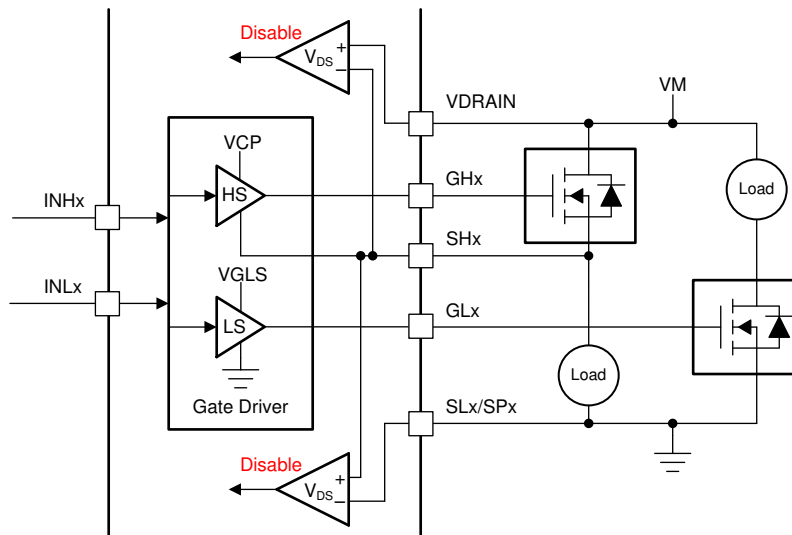 Disable
VDS
+
−
VDRAIN
VM
VCP
HS
GHx
Load
INHx
SHx
VGLS
INLx
LS
GLx
Load
Gate Driver
SLx/SPx
Disable
VDS
+
−